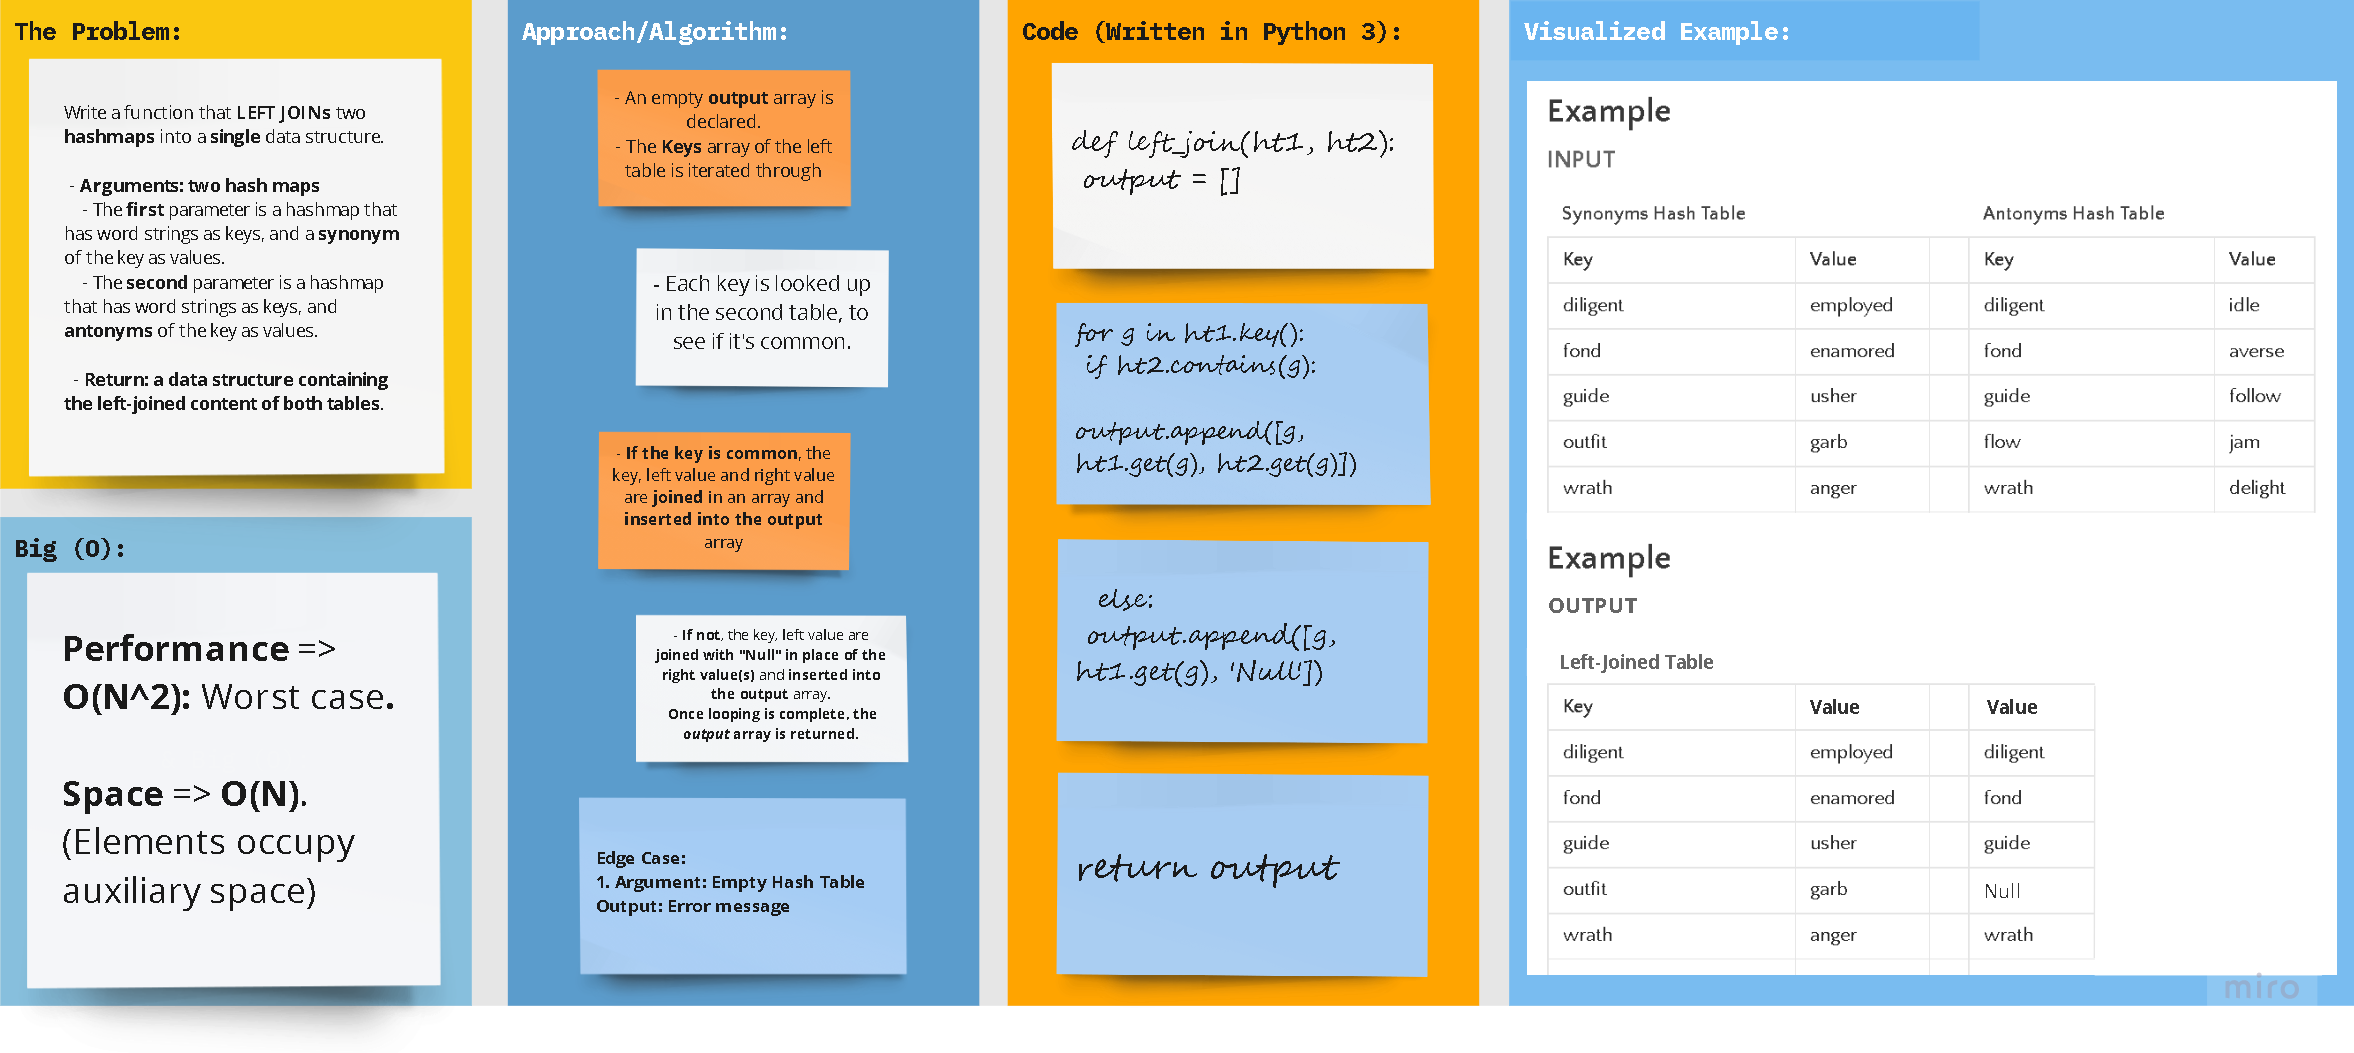 The Problem:
Write a function that LEFT JOINs two
hashmaps into a single data structure.
- Arguments: two hash maps
- The first parameter is a hashmap that
has word strings as keys, and a synonym
of the key as values.
- The second parameter is a hashmap
that has word strings as keys, and
antonyms of the key as values.
- Return: a data structure containing
the left-joined content of both tables.
Big (O):
Performance =>
O(N^2): Worst case.
Space => O(N).
(Elements occupy
auxiliary space)
Approach/Algorithm:
- An empty output array is
declared.
- The Keys array of the left
table is iterated through
- Each key is looked up
in the second table, to
see if it's common.
- If the key is common, the
key, left value and right value
are joined in an array and
inserted into the output
array
- If not, the key, left value are
joined with "Null" in place of the
right value(s) and inserted into
the output array.
Once looping is complete, the
output array is returned.
Edge Case:
1. Argument: Empty Hash Table
Output: Error message
Code (Written in Python 3):
def left_join(ht1, ht2):
output = []
for g in ht1.key():
if ht2.contains(g):
output.append([g,
ht1.get(g), ht2.get(g)])
else:
output.append([g,
ht1.get(g), 'Null'])
return output
Visualized Example:
Example
INPUT
Synonyms Hash Table Antonyms Hash Table
Key Value Key Value
diligent employed diligent idle
fond enamored fond averse
guide usher guide follow
outfit garb flow jam
wrath anger wrath delight
Example
OUTPUT
Left-Joined Table
Key Value Value
diligent employed diligent
fond enamored fond
guide usher guide
outfit garb Null
wrath anger wrath
miro